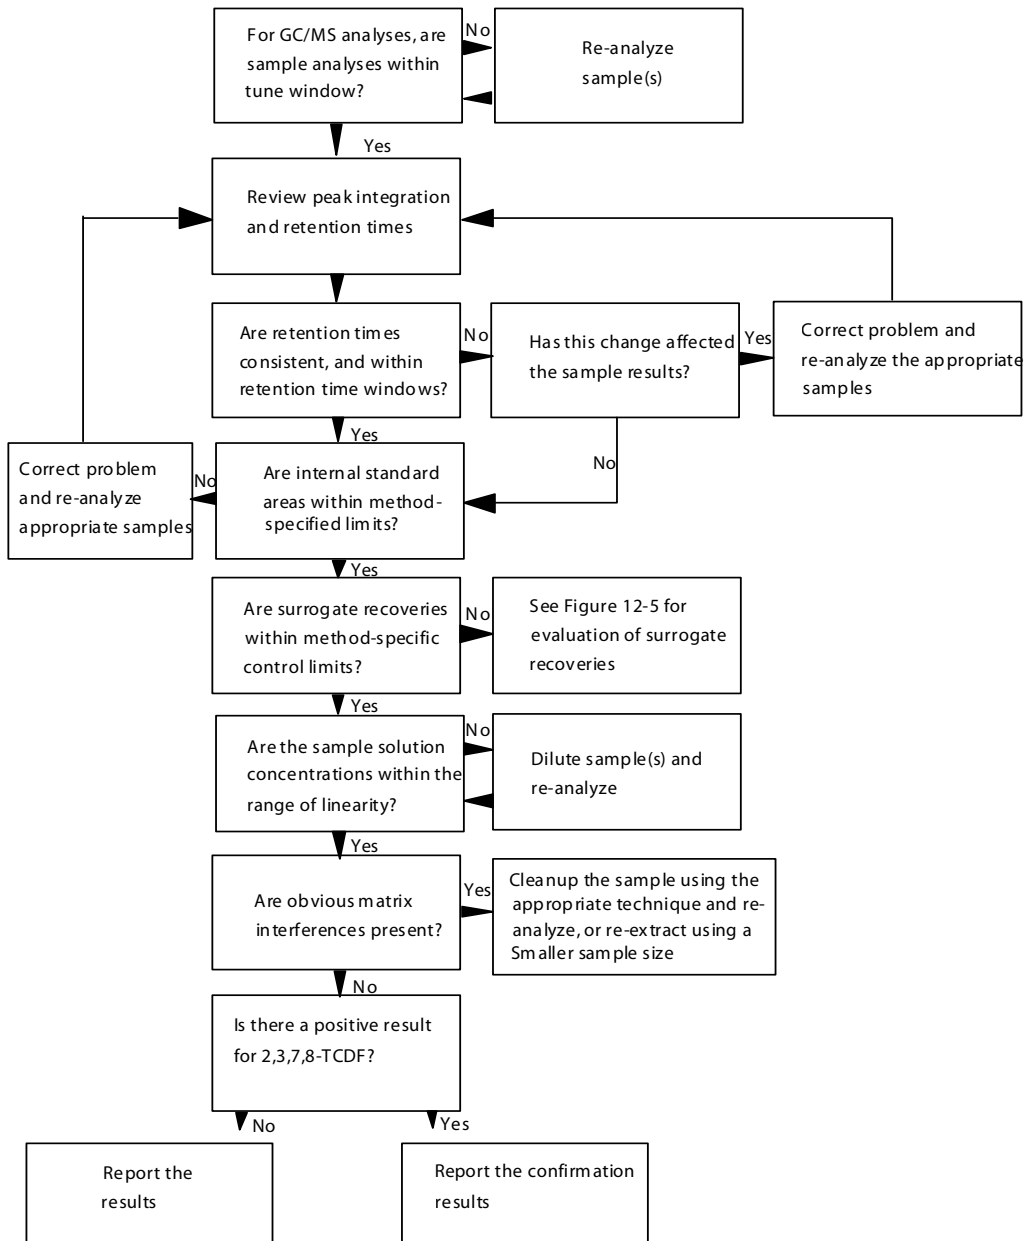 For GC/MS analyses, are
sample analyses within
tune window?
No
Re-analyze
sample(s)
Yes
Review peak integration
and retention times
Are retention times
consistent, and within
retention time windows?
No
Has this change affected
the sample results?
Yes
Correct problem and
re-analyze the appropriate
samples
Yes
No
Correct problem
and re-analyze
appropriate samples
No
Are internal standard
areas within method-
specified limits?
Yes
Are surrogate recoveries
within method-specific
control limits?
No
See Figure 12-5 for
evaluation of surrogate
recoveries
Yes
Are the sample solution
concentrations within the
range of linearity?
No
Dilute sample(s) and
re-analyze
Yes
Are obvious matrix
interferences present?
Yes
Cleanup the sample using the
appropriate technique and re-
analyze, or re-extract using a
Smaller sample size
No
Is there a positive result
for 2,3,7,8-TCDF?
No
Yes
Report the
results
Report the confirmation
results